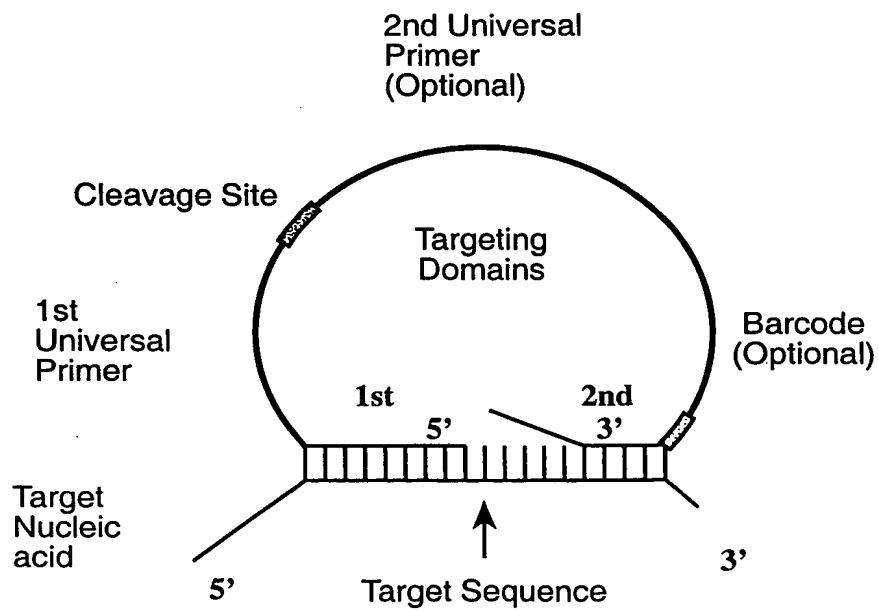 2nd Universal
Primer
(Optional)
Cleavage Site
Targeting
Domains
1st
Universal
Primer
Barcode
(Optional)
1st
2nd
5’
3’
Target
Nucleic
acid
5’
Target Sequence
3’